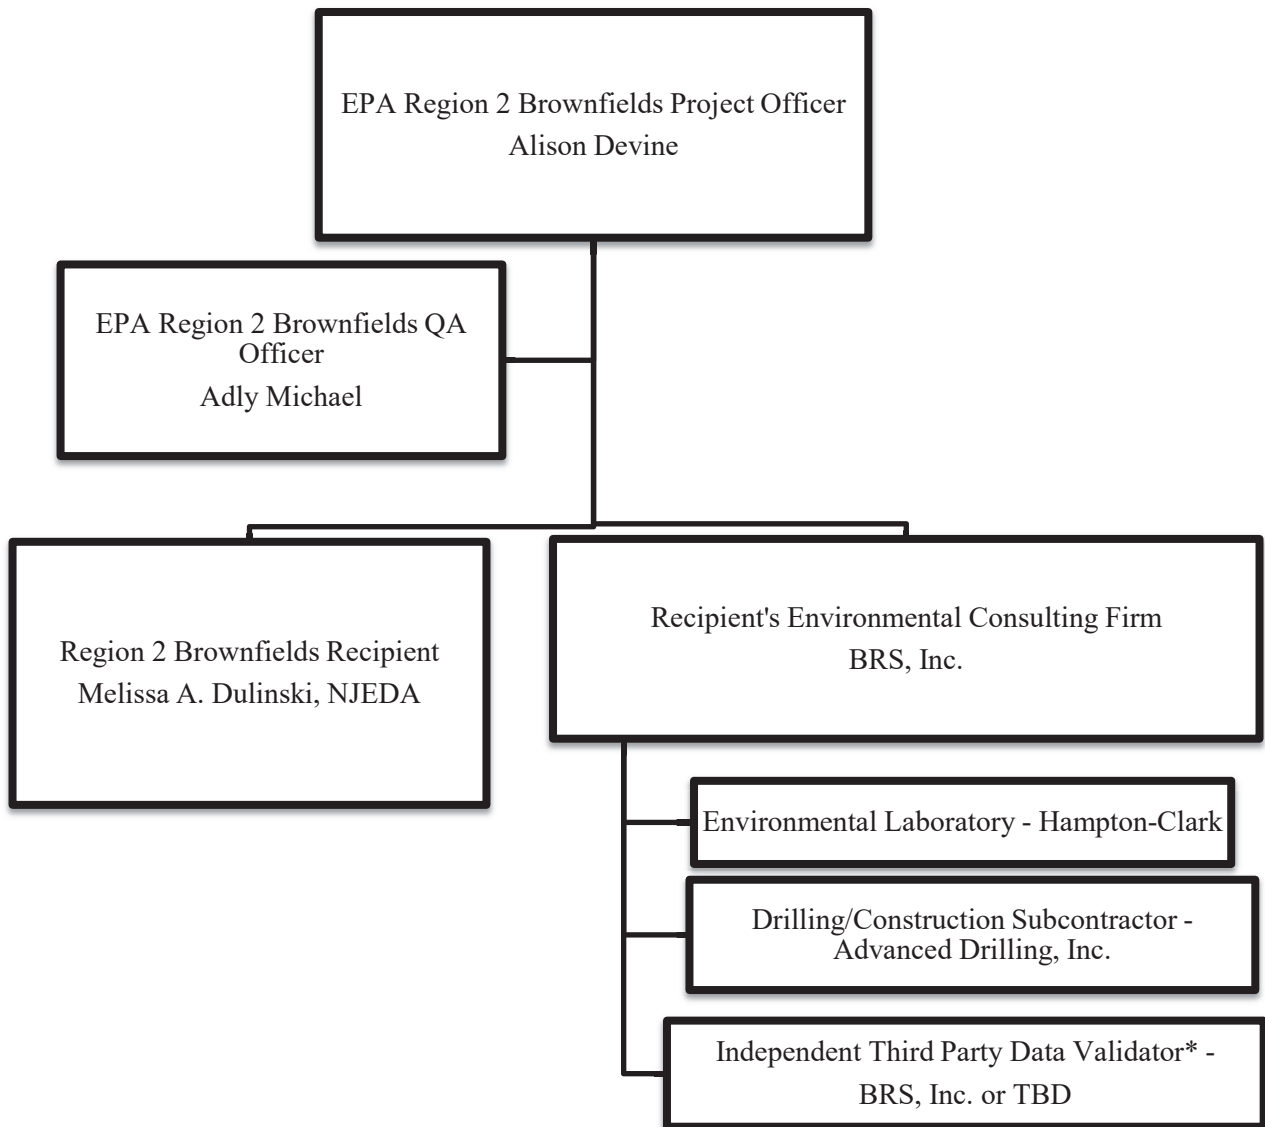 EPA Region 2 Brownfields Project Officer
Alison Devine
EPA Region 2 Brownfields QA
Officer
Adly Michael
Region 2 Brownfields Recipient
Melissa A. Dulinski, NJEDA
Recipient's Environmental Consulting Firm
BRS, Inc.
Environmental Laboratory - Hampton-Clark
Drilling/Construction Subcontractor -
Advanced Drilling, Inc.
Independent Third Party Data Validator* -
BRS, Inc. or TBD